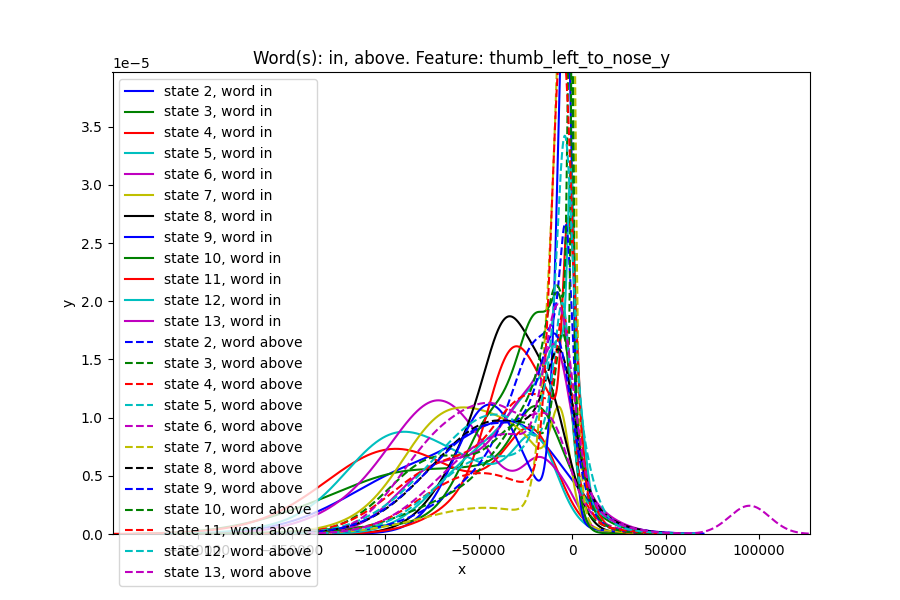 Word(s): in, above. Feature: thumb_left_to_nose_y
1e−5
state 2, word in
state 3, word in
state 4, word in
state 5, word in
state 6, word in
state 7, word in
state 8, word in
state 9, word in
state 10, word in
state 11, word in
state 12, word in
state 13, word in
state 2, word above
state 3, word above
state 4, word above
state 5, word above
state 6, word above
state 7, word above
state 8, word above
state 9, word above
state 10, word above
state 11, word above
state 12, word above
state 13, word above
3.5
3.0
2.5
2.0
1.5
1.0
0.5
0.0
y
−100000
−50000
0
50000
100000
x